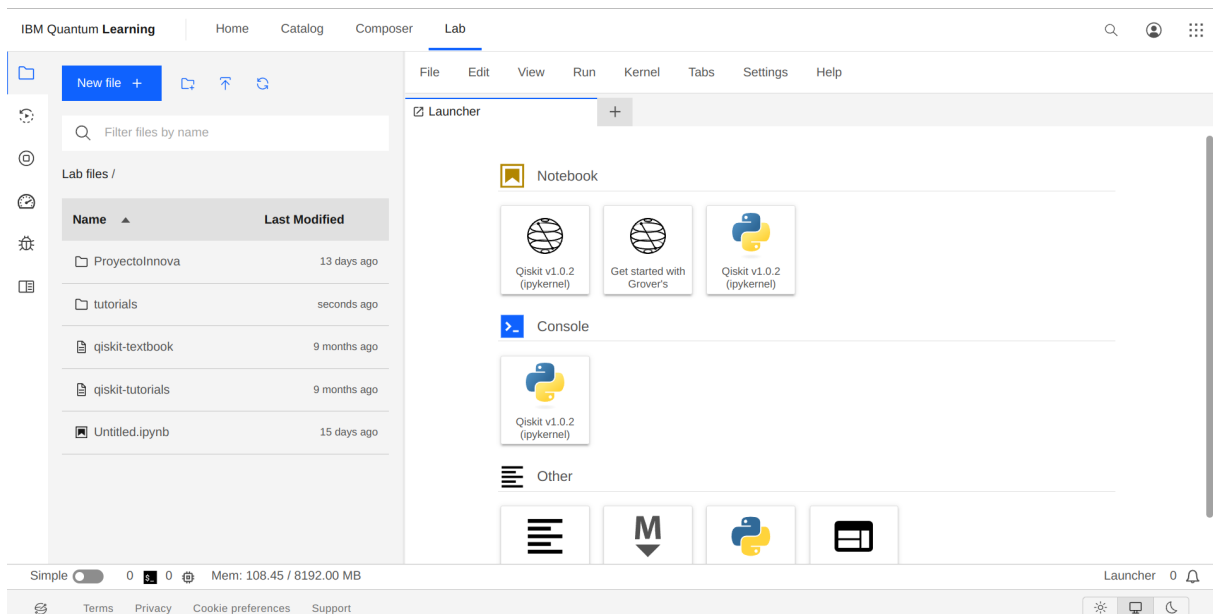 IBM Quantum Learning Home Catalog Composer Lab
New file +
File Edit View Run Kernel Tabs Settings Help
Launcher
Filter files by name
Lab files /
Name Last Modified
ProyectoInnova 13 days ago
tutorials seconds ago
qiskit-textbook 9 months ago
qiskit-tutorials 9 months ago
Untitled.ipynb 15 days ago
Notebook
Qiskit v1.0.2
(ipykernel)
Get started with
Grover's
Qiskit v1.0.2
(ipykernel)
Console
Qiskit v1.0.2
(ipykernel)
Other
M
Simple 0 $_ 0 Mem: 108.45 / 8192.00 MB Launcher 0
Terms Privacy Cookie preferences Support